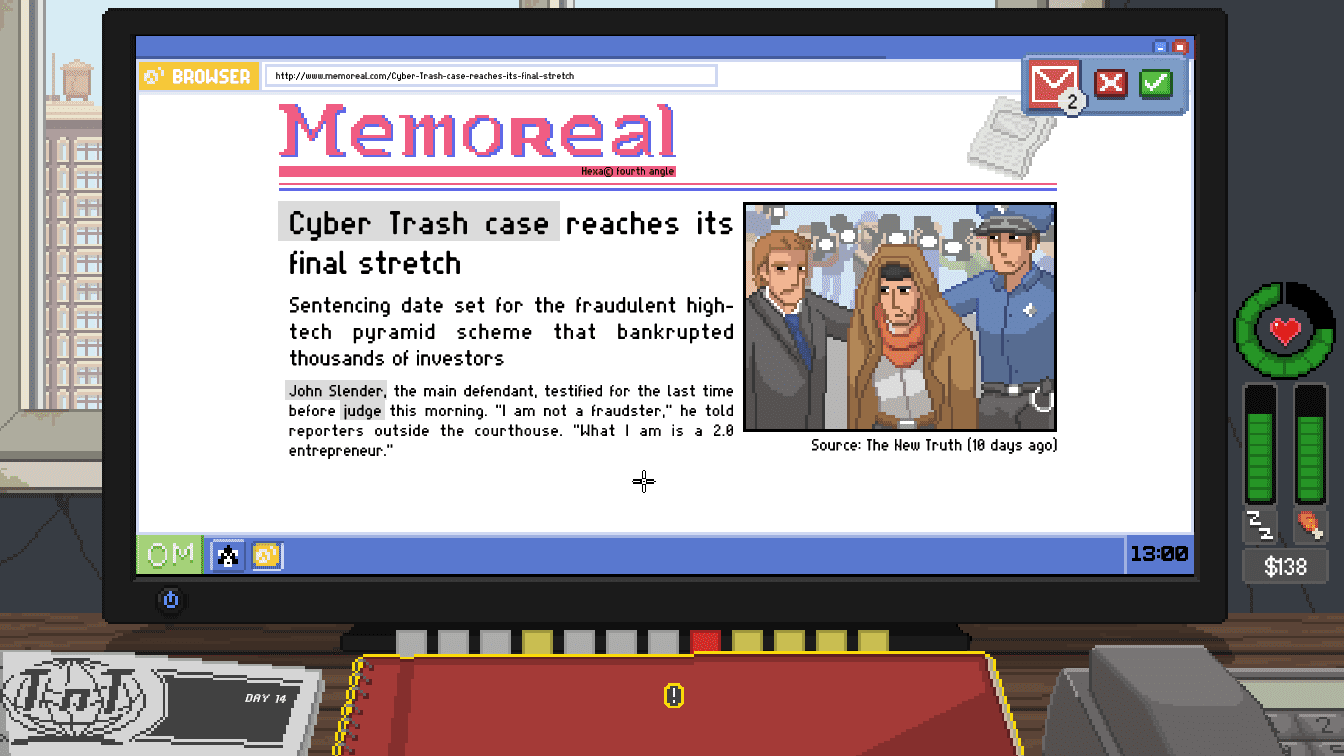 BROWSER
http://www.memoreal.com/Cyber-Trash-case-reaches-its-final-stretch
2
Memoreal
Hexa© fourth angle
Cyber Trash case reaches its
final stretch
Sentencing date set for the fraudulent high-
tech pyramid scheme that bankrupted
thousands of investors
John Slender, the main defendant, testified for the last time
before judge this morning. "I am not a fraudster," he told
reporters outside the courthouse. "What I am is a 2.0
entrepreneur."
Source: The New Truth (10 days ago)
OM
13:00
$138
TnT
DAY 14
!
2